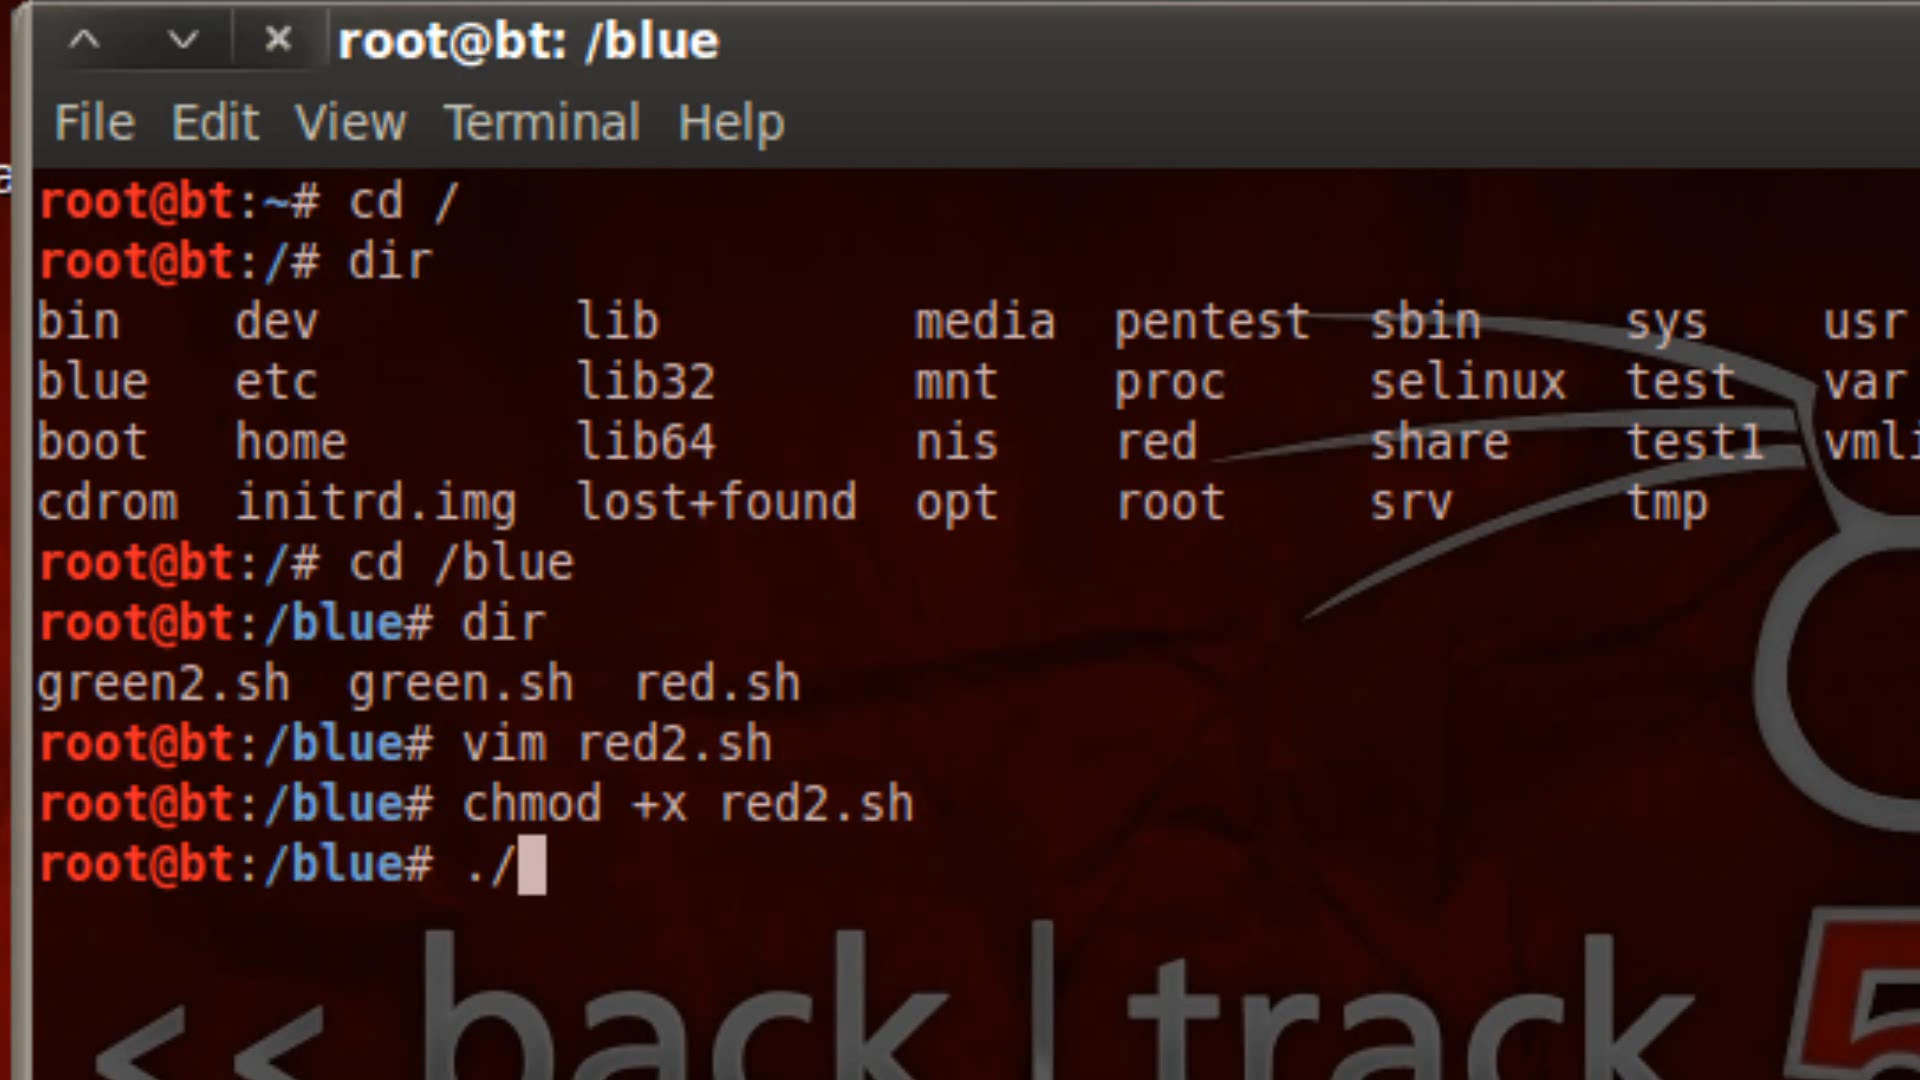 root@bt: /blue
File Edit View Terminal Help
root@bt:~# cd /
root@bt:/# dir
bin dev lib media pentest sbin sys usr
blue etc lib32 mnt proc selinux test var
boot home lib64 nis red share test1 vmli
cdrom initrd.img lost+found opt root srv tmp
root@bt:/# cd /blue
root@bt:/blue# dir
green2.sh green.sh red.sh
root@bt:/blue# vim red2.sh
root@bt:/blue# chmod +x red2.sh
root@bt:/blue# ./
<< back | track 5